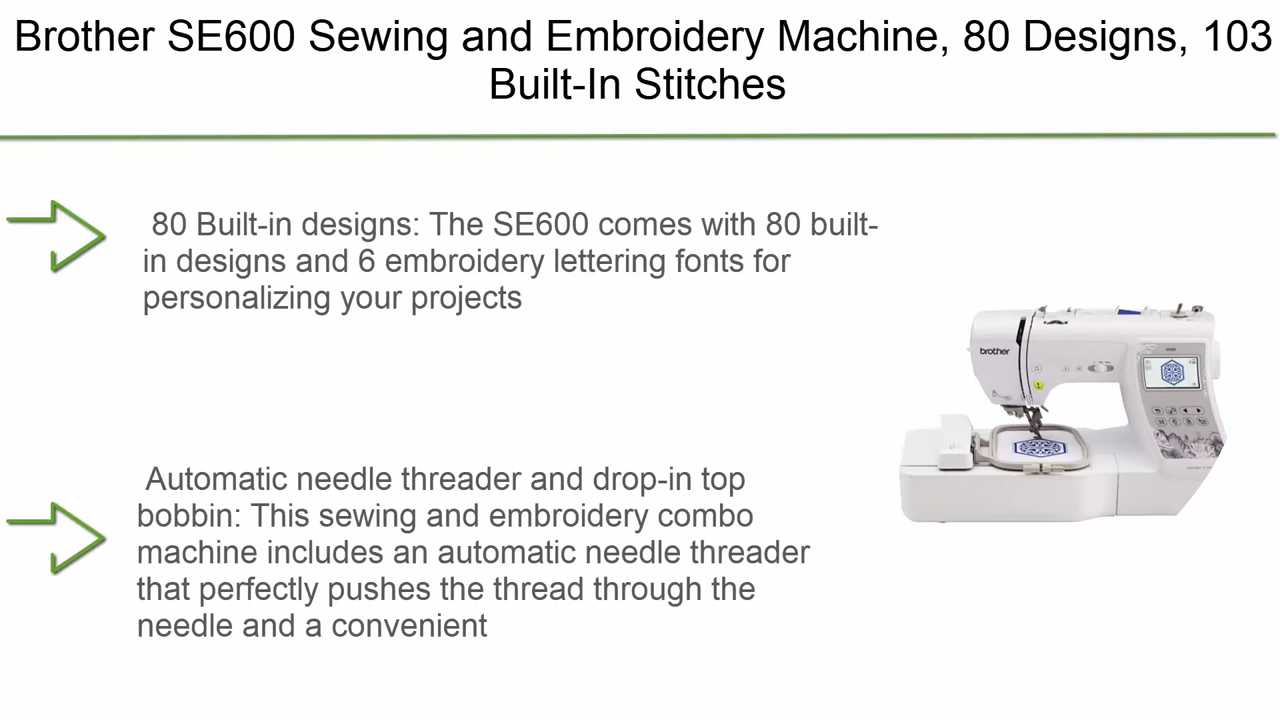 Brother SE600 Sewing and Embroidery Machine, 80 Designs, 103
Built-In Stitches
80 Built-in designs: The SE600 comes with 80 built-
in designs and 6 embroidery lettering fonts for
personalizing your projects
brother
Automatic needle threader and drop-in top
bobbin: This sewing and embroidery combo
machine includes an automatic needle threader
that perfectly pushes the thread through the
needle and a convenient